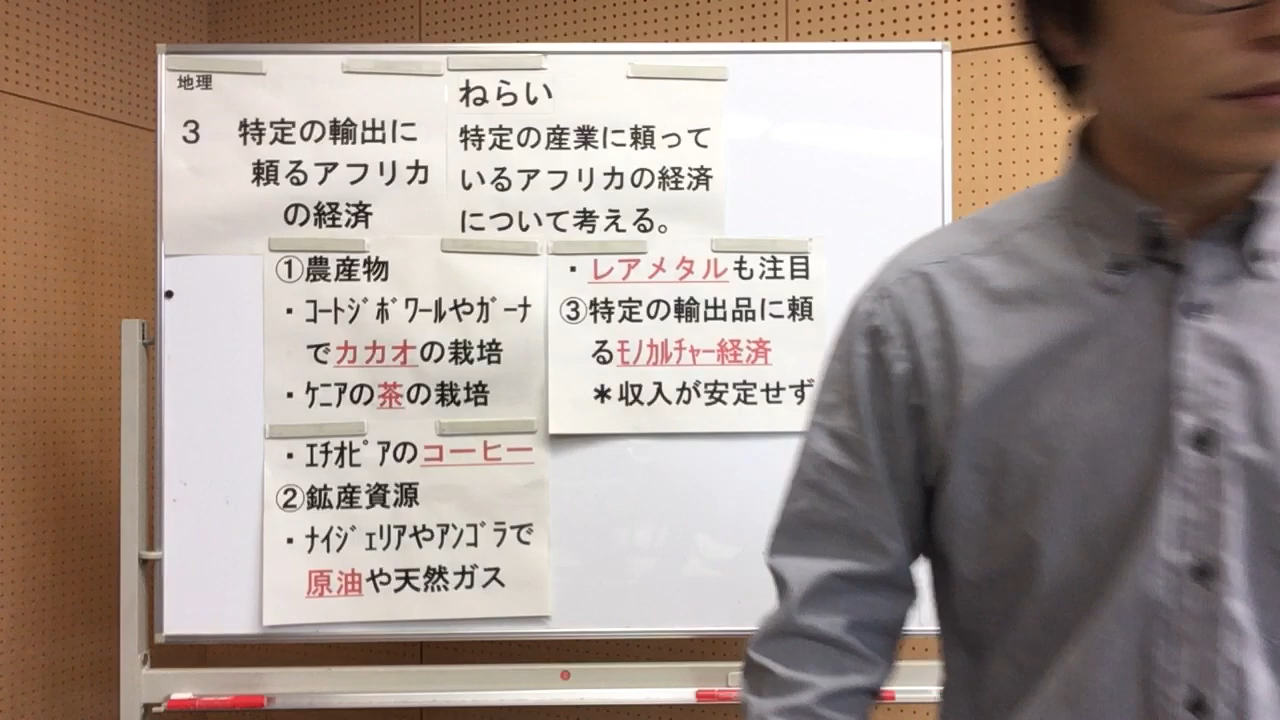 地理
3 特定の輸出に
頼るアフリカ
の経済
ねらい
特定の産業に頼って
いるアフリカの経済
について考える。
①農産物
・ｺｰﾄｼﾞﾎﾞﾜｰﾙやｶﾞｰﾅ
でカカオの栽培
・ｹﾆｱの茶の栽培
・ｴﾁｵﾋﾟｱのコーヒー
②鉱産資源
・ﾅｲｼﾞｪﾘｱやｱﾝｺﾞﾗで
原油や天然ガス
・レアメタルも注目
③特定の輸出品に頼
るﾓﾉｶﾙﾁｬｰ経済
＊収入が安定せず